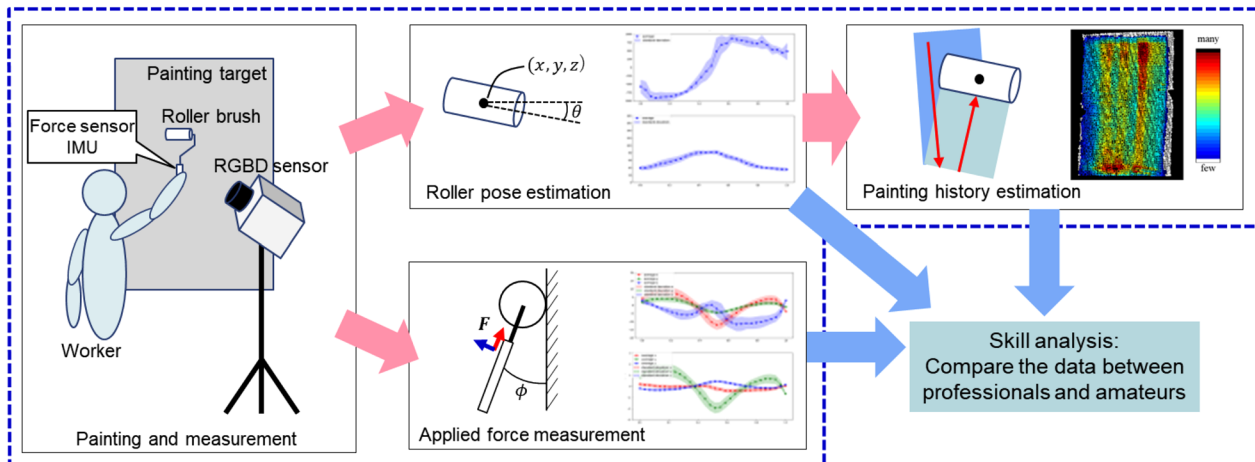 Painting target
Roller brush
Force sensor
IMU
RGBD sensor
Worker
Painting and measurement
(x, y, z)
θ
Roller pose estimation
F
ϕ
Applied force measurement
many
few
Painting history estimation
Skill analysis:
Compare the data between
professionals and amateurs